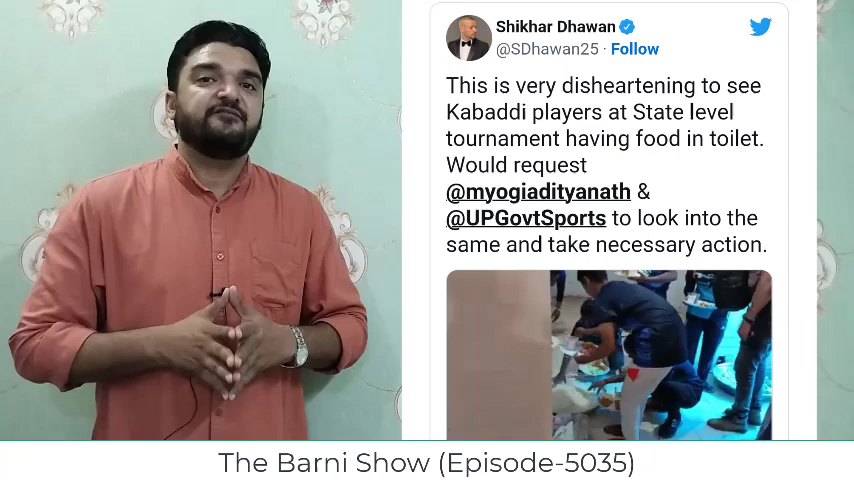 Shikhar Dhawan
@SDhawan25 · Follow
This is very disheartening to see
Kabaddi players at State level
tournament having food in toilet.
Would request
@myogiadityanath &
@UPGovtSports to look into the
same and take necessary action.
The Barni Show (Episode-5035)